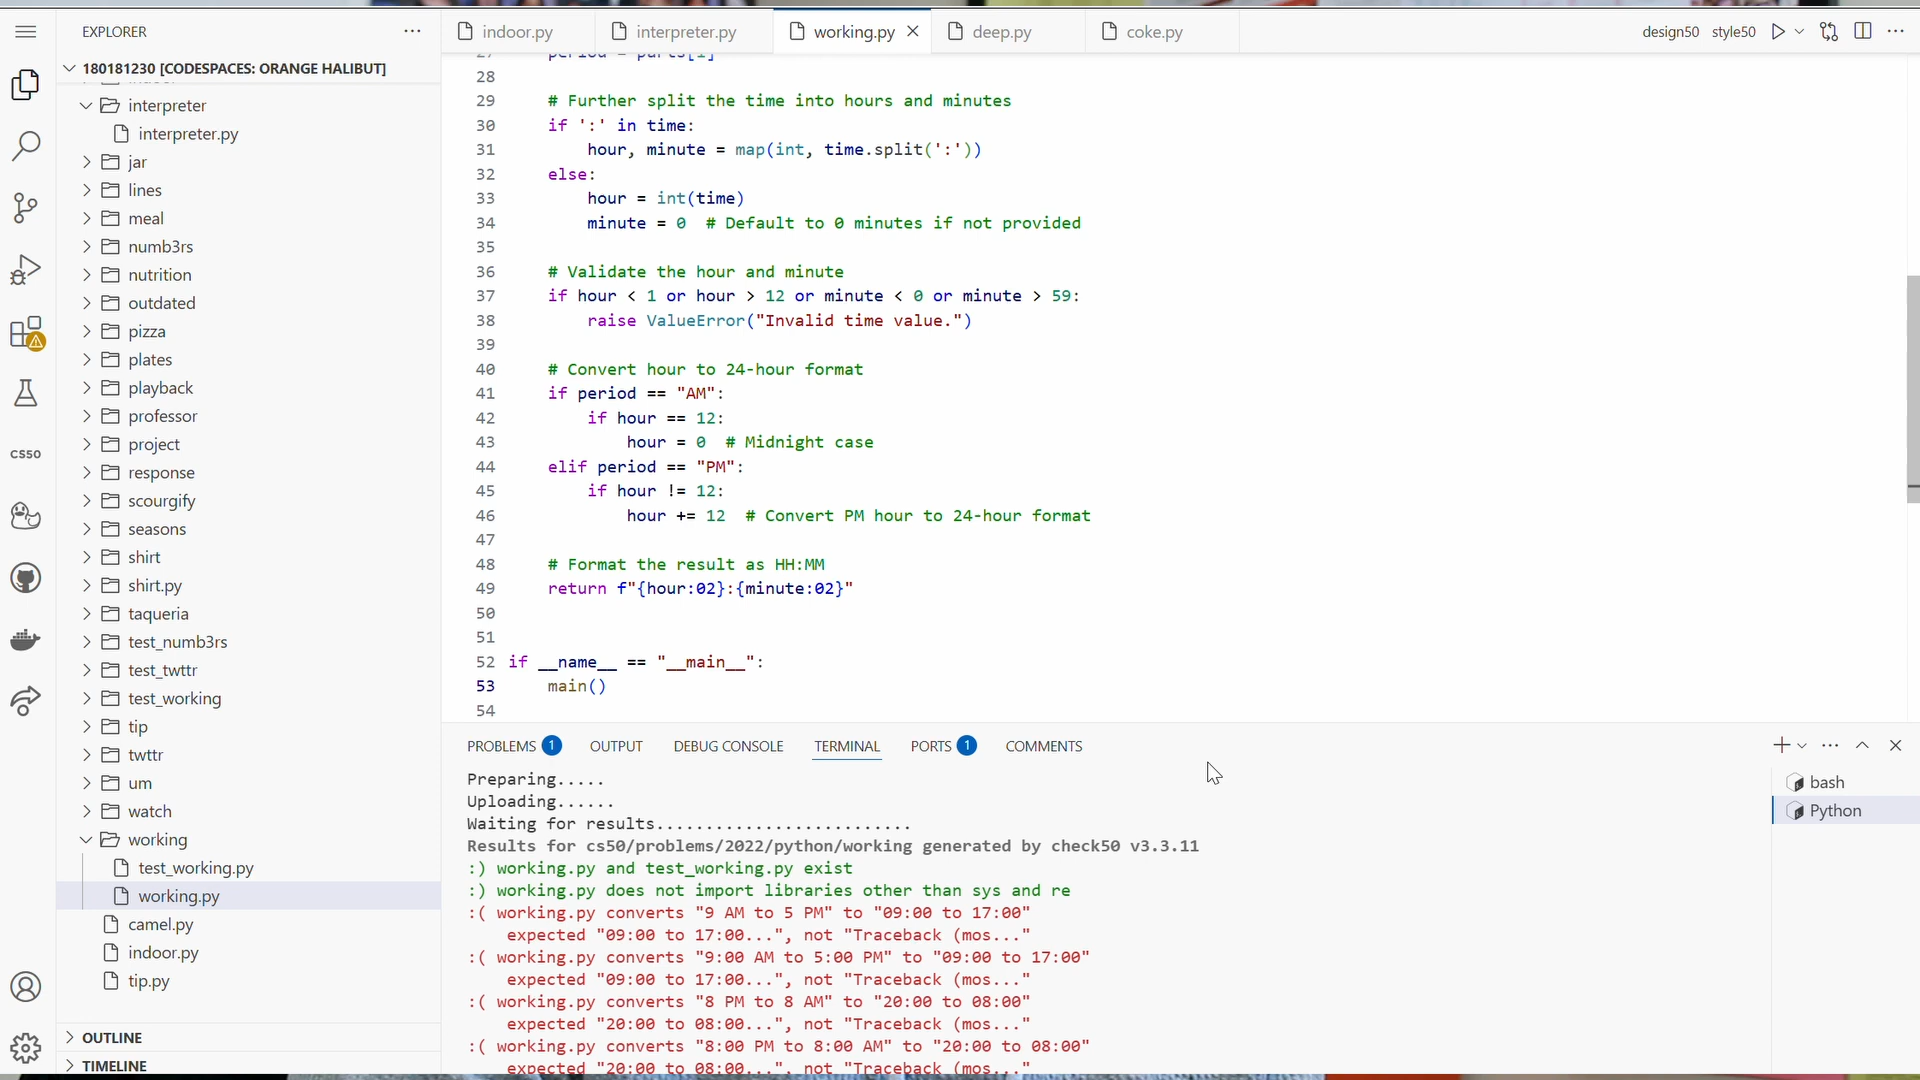 EXPLORER
indoor.py
interpreter.py
working.py
deep.py
coke.py
design50
style50
180181230 [CODESPACES: ORANGE HALIBUT]
interpreter
interpreter.py
jar
lines
meal
numb3rs
nutrition
outdated
pizza
plates
playback
professor
project
response
scourgify
seasons
shirt
shirt.py
taqueria
test_numb3rs
test_twttr
test_working
tip
twttr
um
watch
working
test_working.py
working.py
camel.py
indoor.py
tip.py
OUTLINE
TIMELINE
CS50
27 period = parts[1]
28
29 # Further split the time into hours and minutes
30 if ':' in time:
31 hour, minute = map(int, time.split(':'))
32 else:
33 hour = int(time)
34 minute = 0 # Default to 0 minutes if not provided
35
36 # Validate the hour and minute
37 if hour < 1 or hour > 12 or minute < 0 or minute > 59:
38 raise ValueError("Invalid time value.")
39
40 # Convert hour to 24-hour format
41 if period == "AM":
42 if hour == 12:
43 hour = 0 # Midnight case
44 elif period == "PM":
45 if hour != 12:
46 hour += 12 # Convert PM hour to 24-hour format
47
48 # Format the result as HH:MM
49 return f"{hour:02}:{minute:02}"
50
51
52 if __name__ == "__main__":
53 main()
54
PROBLEMS 1 OUTPUT DEBUG CONSOLE TERMINAL PORTS 1 COMMENTS
Preparing.....
Uploading......
Waiting for results..........................
Results for cs50/problems/2022/python/working generated by check50 v3.3.11
:) working.py and test_working.py exist
:) working.py does not import libraries other than sys and re
:( working.py converts "9 AM to 5 PM" to "09:00 to 17:00"
expected "09:00 to 17:00...", not "Traceback (mos..."
:( working.py converts "9:00 AM to 5:00 PM" to "09:00 to 17:00"
expected "09:00 to 17:00...", not "Traceback (mos..."
:( working.py converts "8 PM to 8 AM" to "20:00 to 08:00"
expected "20:00 to 08:00...", not "Traceback (mos..."
:( working.py converts "8:00 PM to 8:00 AM" to "20:00 to 08:00"
expected "20:00 to 08:00...", not "Traceback (mos..."
bash
Python